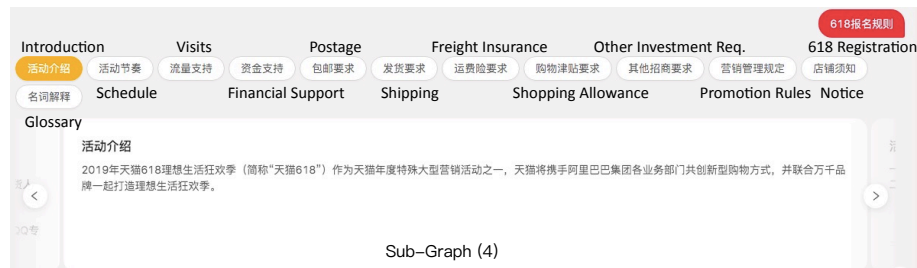 618报名规则
Introduction Visits Postage Freight Insurance Other Investment Req. 618 Registration
活动介绍 活动节奏 流量支持 资金支持 包邮要求 发货要求 运费险要求 购物津贴要求 其他招商要求 营销管理规定 店铺须知
名词解释 Schedule Financial Support Shipping Shopping Allowance Promotion Rules Notice
Glossary
活动介绍
2019年天猫618理想生活狂欢季（简称“天猫618”）作为天猫年度特殊大型营销活动之一，天猫将携手阿里巴巴集团各业务部门共创新型购物方式，并联合万千品
牌一起打造理想生活狂欢季。
Sub-Graph (4)